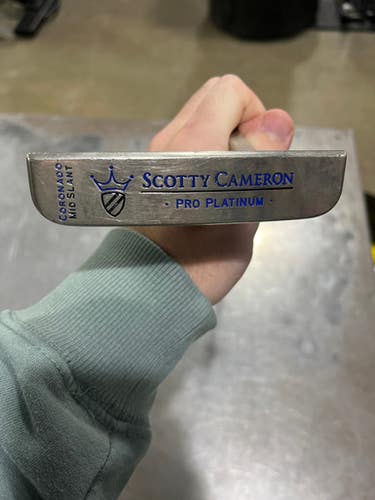 CORONADO
MID SLANT
SCOTTY CAMERON
· PRO PLATINUM ·